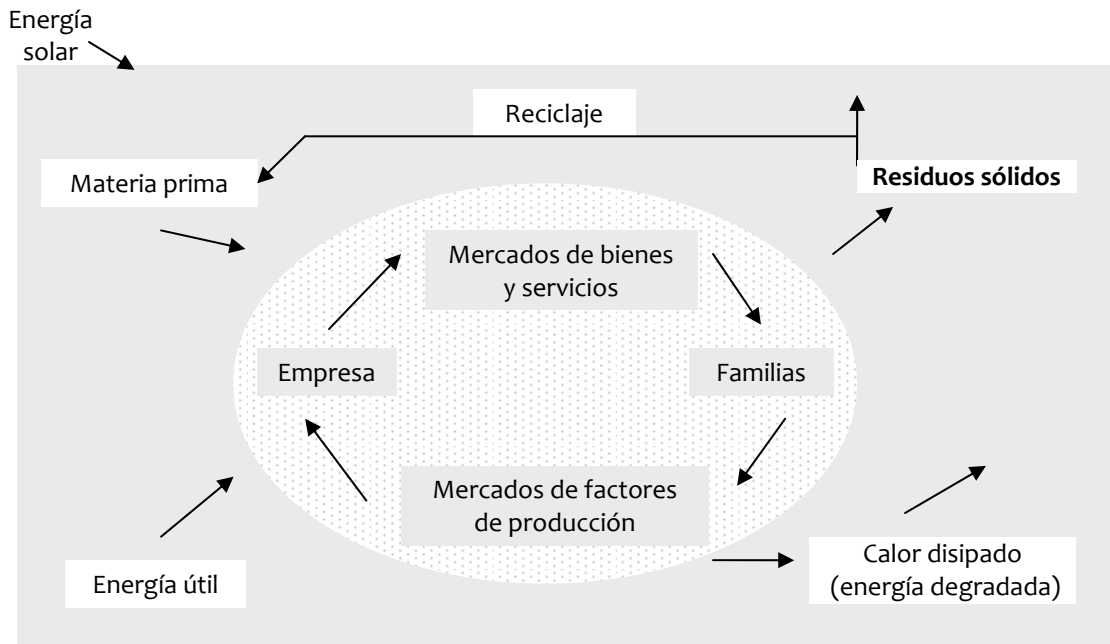 Energía
solar
Reciclaje
Materia prima
Residuos sólidos
Mercados de bienes
y servicios
Empresa
Familias
Mercados de factores
de producción
Energía útil
Calor disipado
(energía degradada)